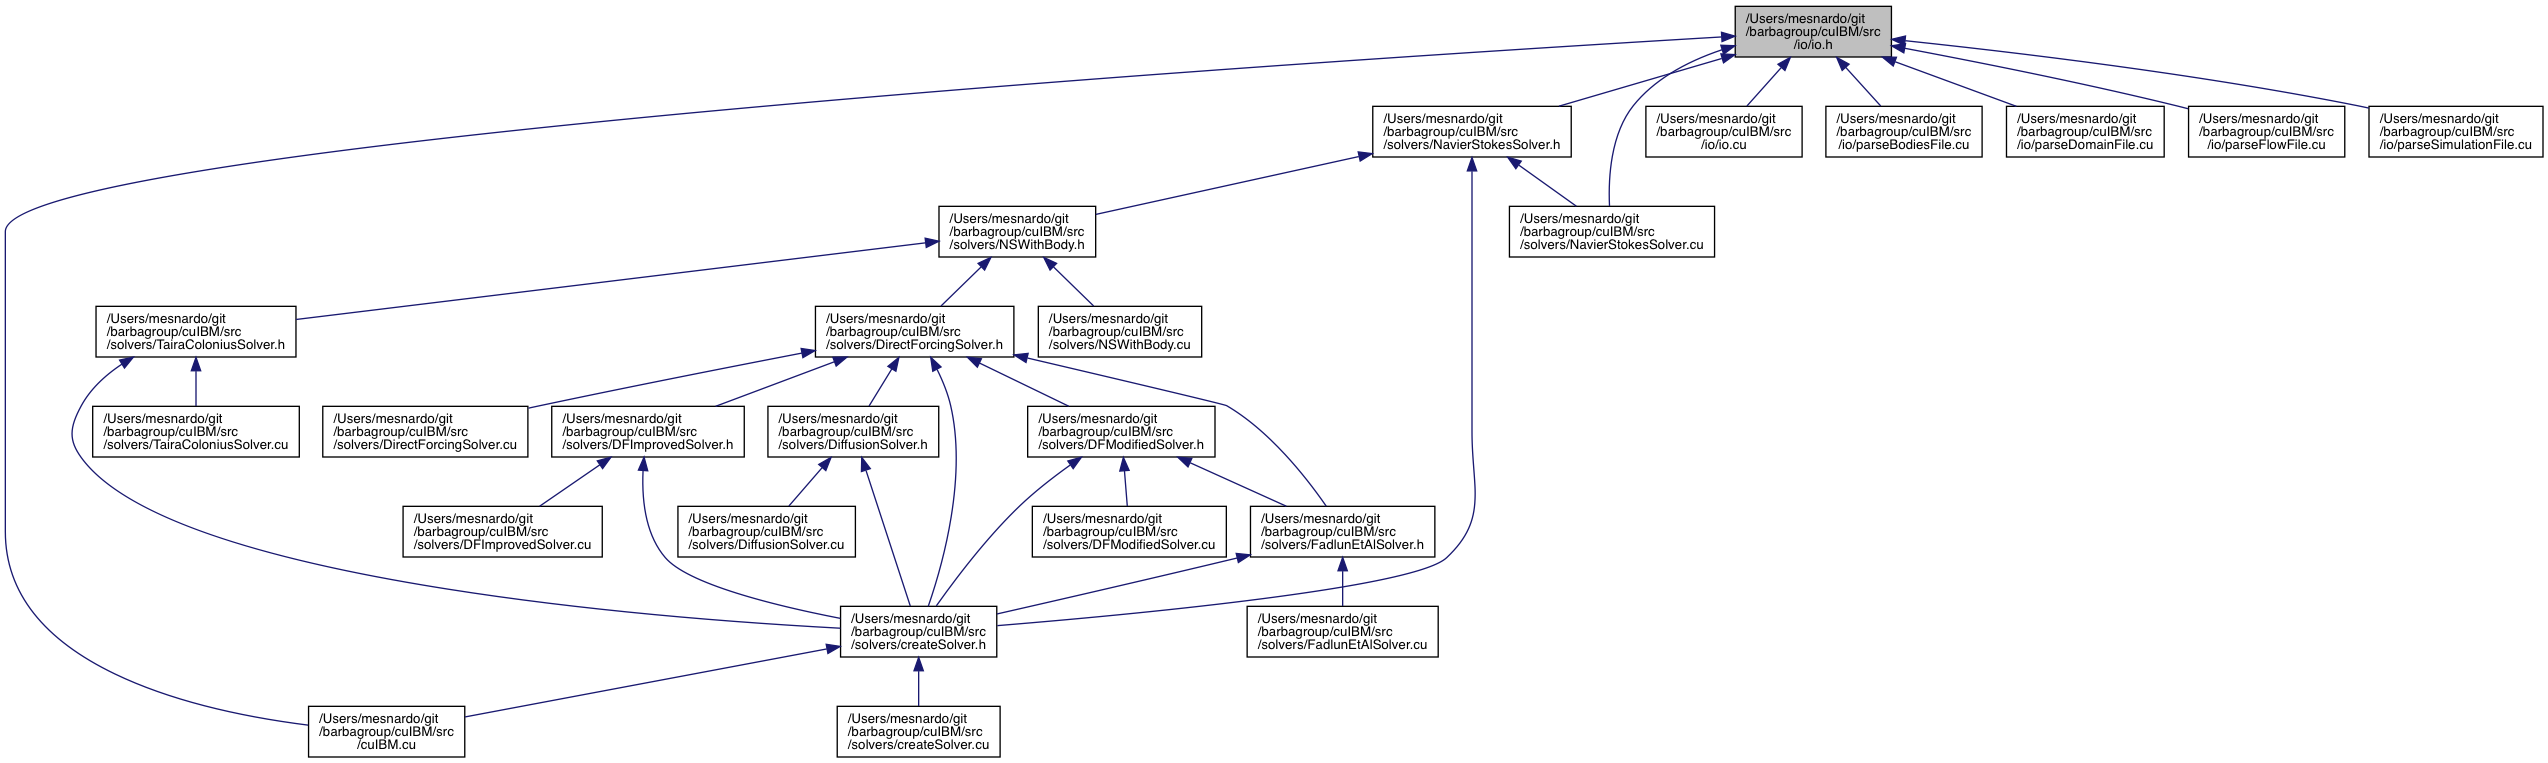 /Users/mesnardo/git
/barbagroup/cuIBM/src
/io/io.h
/Users/mesnardo/git
/barbagroup/cuIBM/src
/solvers/NavierStokesSolver.h
/Users/mesnardo/git
/barbagroup/cuIBM/src
/io/io.cu
/Users/mesnardo/git
/barbagroup/cuIBM/src
/io/parseBodiesFile.cu
/Users/mesnardo/git
/barbagroup/cuIBM/src
/io/parseDomainFile.cu
/Users/mesnardo/git
/barbagroup/cuIBM/src
/io/parseFlowFile.cu
/Users/mesnardo/git
/barbagroup/cuIBM/src
/io/parseSimulationFile.cu
/Users/mesnardo/git
/barbagroup/cuIBM/src
/solvers/NSWithBody.h
/Users/mesnardo/git
/barbagroup/cuIBM/src
/solvers/NavierStokesSolver.cu
/Users/mesnardo/git
/barbagroup/cuIBM/src
/solvers/TairaColoniusSolver.h
/Users/mesnardo/git
/barbagroup/cuIBM/src
/solvers/DirectForcingSolver.h
/Users/mesnardo/git
/barbagroup/cuIBM/src
/solvers/NSWithBody.cu
/Users/mesnardo/git
/barbagroup/cuIBM/src
/solvers/TairaColoniusSolver.cu
/Users/mesnardo/git
/barbagroup/cuIBM/src
/solvers/DirectForcingSolver.cu
/Users/mesnardo/git
/barbagroup/cuIBM/src
/solvers/DFImprovedSolver.h
/Users/mesnardo/git
/barbagroup/cuIBM/src
/solvers/DiffusionSolver.h
/Users/mesnardo/git
/barbagroup/cuIBM/src
/solvers/DFModifiedSolver.h
/Users/mesnardo/git
/barbagroup/cuIBM/src
/solvers/DFImprovedSolver.cu
/Users/mesnardo/git
/barbagroup/cuIBM/src
/solvers/DiffusionSolver.cu
/Users/mesnardo/git
/barbagroup/cuIBM/src
/solvers/DFModifiedSolver.cu
/Users/mesnardo/git
/barbagroup/cuIBM/src
/solvers/FadlunEtAlSolver.h
/Users/mesnardo/git
/barbagroup/cuIBM/src
/solvers/createSolver.h
/Users/mesnardo/git
/barbagroup/cuIBM/src
/solvers/FadlunEtAlSolver.cu
/Users/mesnardo/git
/barbagroup/cuIBM/src
/cuIBM.cu
/Users/mesnardo/git
/barbagroup/cuIBM/src
/solvers/createSolver.cu